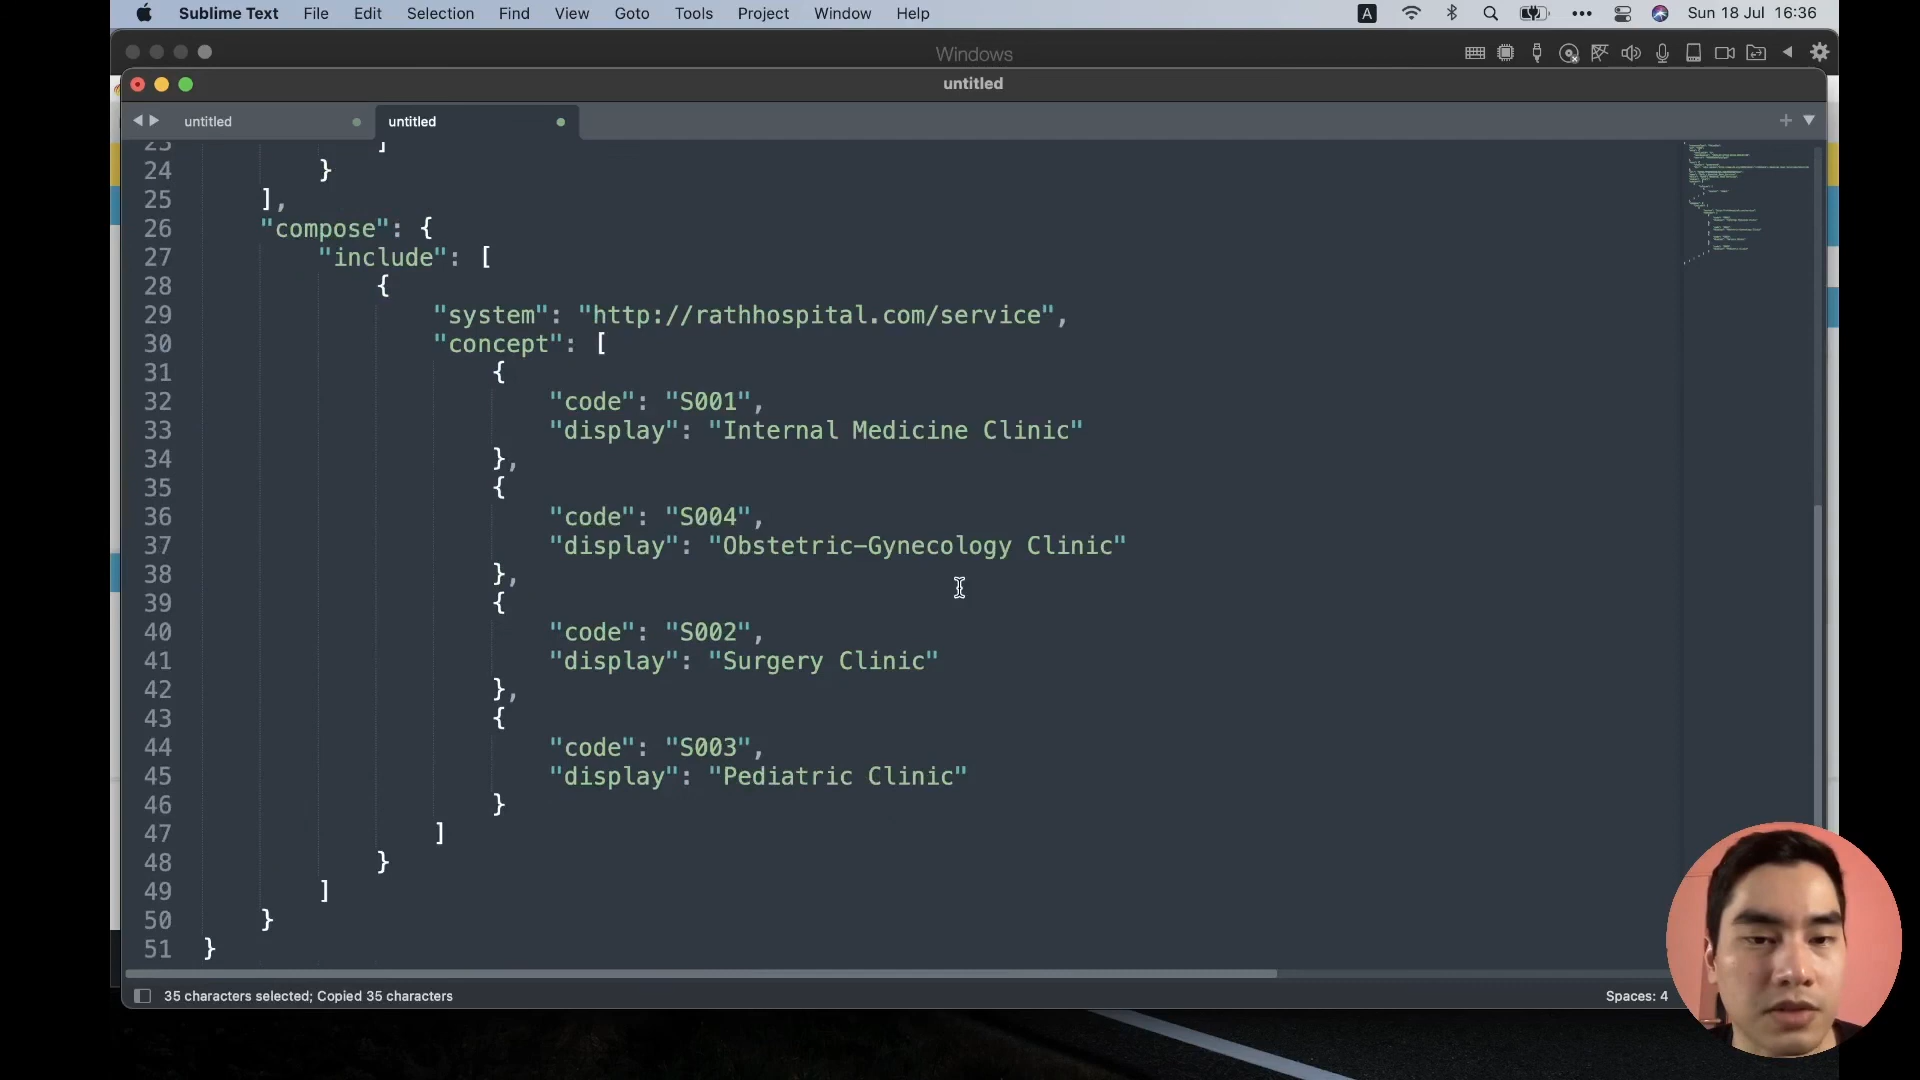 Sublime Text File Edit Selection Find View Goto Tools Project Window Help A Sun 18 Jul 16:36
Windows
untitled
untitled untitled
23 ]
24 }
25 ],
26 "compose": {
27 "include": [
28 {
29 "system": "http://rathhospital.com/service",
30 "concept": [
31 {
32 "code": "S001",
33 "display": "Internal Medicine Clinic"
34 },
35 {
36 "code": "S004",
37 "display": "Obstetric-Gynecology Clinic"
38 },
39 {
40 "code": "S002",
41 "display": "Surgery Clinic"
42 },
43 {
44 "code": "S003",
45 "display": "Pediatric Clinic"
46 }
47 ]
48 }
49 ]
50 }
51 }
35 characters selected; Copied 35 characters Spaces: 4